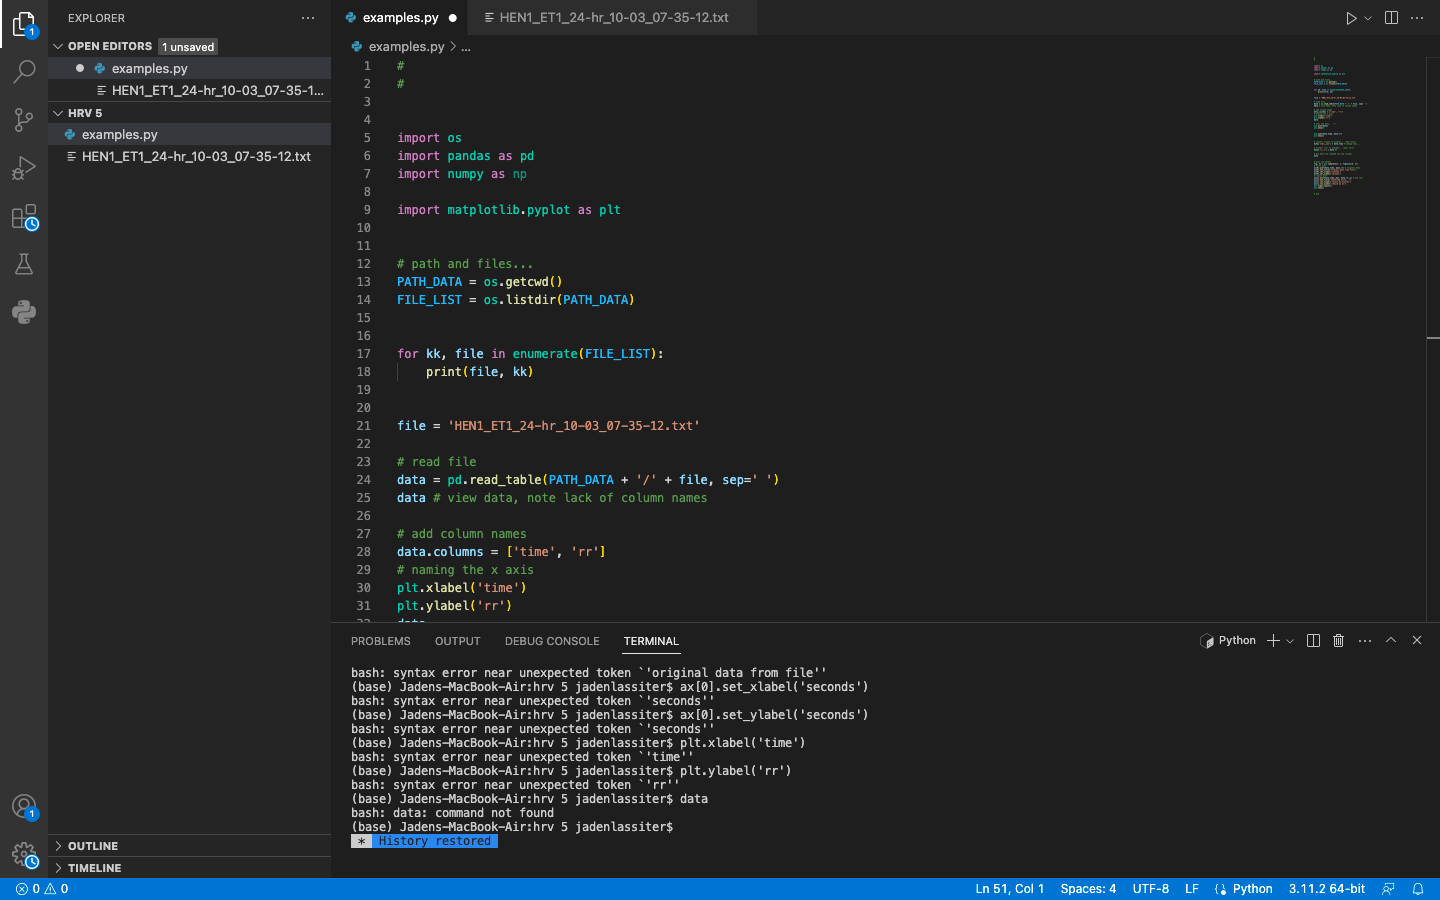 EXPLORER
OPEN EDITORS 1 unsaved
examples.py
HEN1_ET1_24-hr_10-03_07-35-1...
HRV 5
examples.py
HEN1_ET1_24-hr_10-03_07-35-12.txt
OUTLINE
TIMELINE
1
1
examples.py
HEN1_ET1_24-hr_10-03_07-35-12.txt
examples.py > ...
1 #
2 #
3
4
5 import os
6 import pandas as pd
7 import numpy as np
8
9 import matplotlib.pyplot as plt
10
11
12 # path and files...
13 PATH_DATA = os.getcwd()
14 FILE_LIST = os.listdir(PATH_DATA)
15
16
17 for kk, file in enumerate(FILE_LIST):
18     print(file, kk)
19
20
21 file = 'HEN1_ET1_24-hr_10-03_07-35-12.txt'
22
23 # read file
24 data = pd.read_table(PATH_DATA + '/' + file, sep=' ')
25 data # view data, note lack of column names
26
27 # add column names
28 data.columns = ['time', 'rr']
29 # naming the x axis
30 plt.xlabel('time')
31 plt.ylabel('rr')
PROBLEMS OUTPUT DEBUG CONSOLE TERMINAL
Python
bash: syntax error near unexpected token `'original data from file''
(base) Jadens-MacBook-Air:hrv 5 jadenlassiter$ ax[0].set_xlabel('seconds')
bash: syntax error near unexpected token `'seconds''
(base) Jadens-MacBook-Air:hrv 5 jadenlassiter$ ax[0].set_ylabel('seconds')
bash: syntax error near unexpected token `'seconds''
(base) Jadens-MacBook-Air:hrv 5 jadenlassiter$ plt.xlabel('time')
bash: syntax error near unexpected token `'time''
(base) Jadens-MacBook-Air:hrv 5 jadenlassiter$ plt.ylabel('rr')
bash: syntax error near unexpected token `'rr''
(base) Jadens-MacBook-Air:hrv 5 jadenlassiter$ data
bash: data: command not found
(base) Jadens-MacBook-Air:hrv 5 jadenlassiter$
* History restored
0 0
Ln 51, Col 1 Spaces: 4 UTF-8 LF Python 3.11.2 64-bit